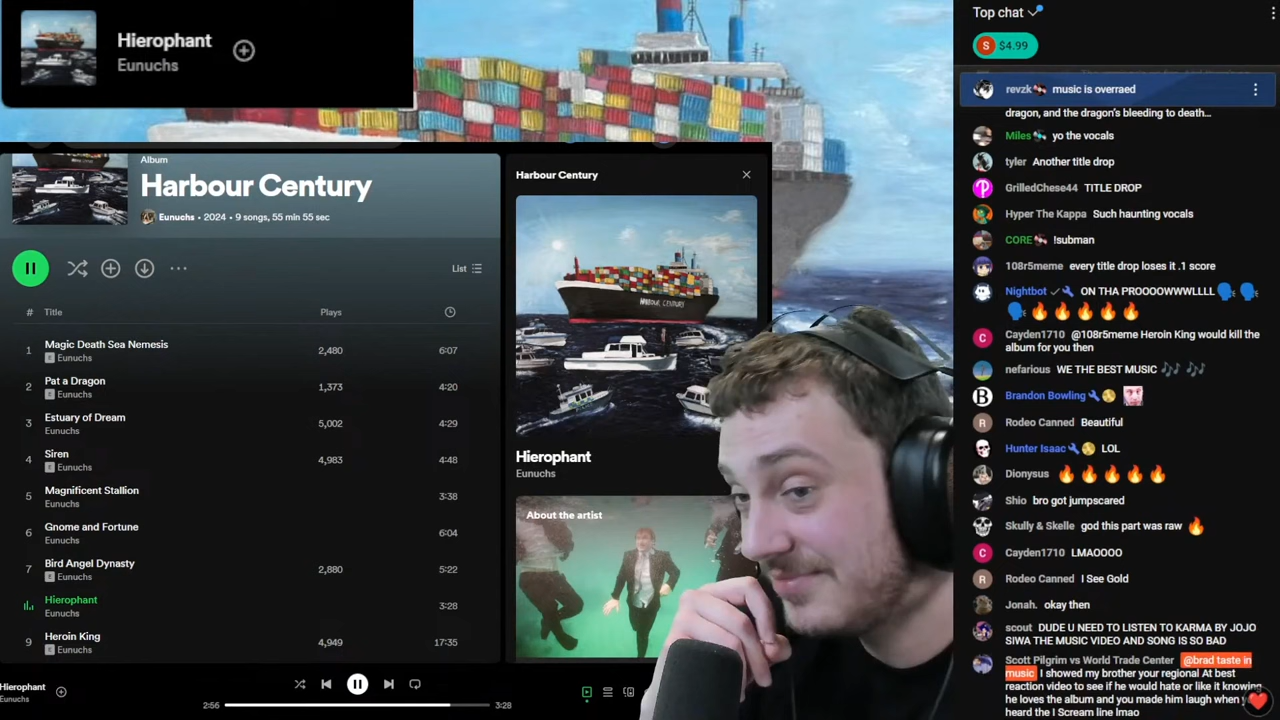 Hierophant
Eunuchs
Album
Harbour Century
Eunuchs • 2024 • 9 songs, 55 min 55 sec
List
# Title Plays
1 Magic Death Sea Nemesis 2,480 6:07
E Eunuchs
2 Pat a Dragon 1,373 4:20
E Eunuchs
3 Estuary of Dream 5,002 4:29
Eunuchs
4 Siren 4,983 4:48
E Eunuchs
5 Magnificent Stallion 3:38
Eunuchs
6 Gnome and Fortune 6:04
Eunuchs
7 Bird Angel Dynasty 2,880 5:22
E Eunuchs
Hierophant 3:28
Eunuchs
9 Heroin King 4,949 17:35
E Eunuchs
Harbour Century
HARBOUR CENTURY
Hierophant
Eunuchs
About the artist
Hierophant
Eunuchs
2:56 3:28
Top chat
S $4.99
revzk music is overraed
dragon, and the dragon's bleeding to death...
Miles yo the vocals
tyler Another title drop
GrilledChese44 TITLE DROP
Hyper The Kappa Such haunting vocals
CORE !subman
108r5meme every title drop loses it .1 score
Nightbot ON THA PROOOOWWWLLLL 🗣️🗣️
🗣️🔥🔥🔥🔥🔥
C Cayden1710 @108r5meme Heroin King would kill the
album for you then
nefarious WE THE BEST MUSIC 🎶 🎶
B Brandon Bowling
R Rodeo Canned Beautiful
Hunter Isaac LOL
Dionysus 🔥🔥🔥🔥🔥
Shio bro got jumpscared
Skully & Skelle god this part was raw 🔥
C Cayden1710 LMAOOOO
R Rodeo Canned I See Gold
Jonah. okay then
scout DUDE U NEED TO LISTEN TO KARMA BY JOJO
SIWA THE MUSIC VIDEO AND SONG IS SO BAD
Scott Pilgrim vs World Trade Center @brad taste in
music I showed my brother your regional At best
reaction video to see if he would hate or like it knowing
he loves the album and you made him laugh when you
heard the I Scream line lmao